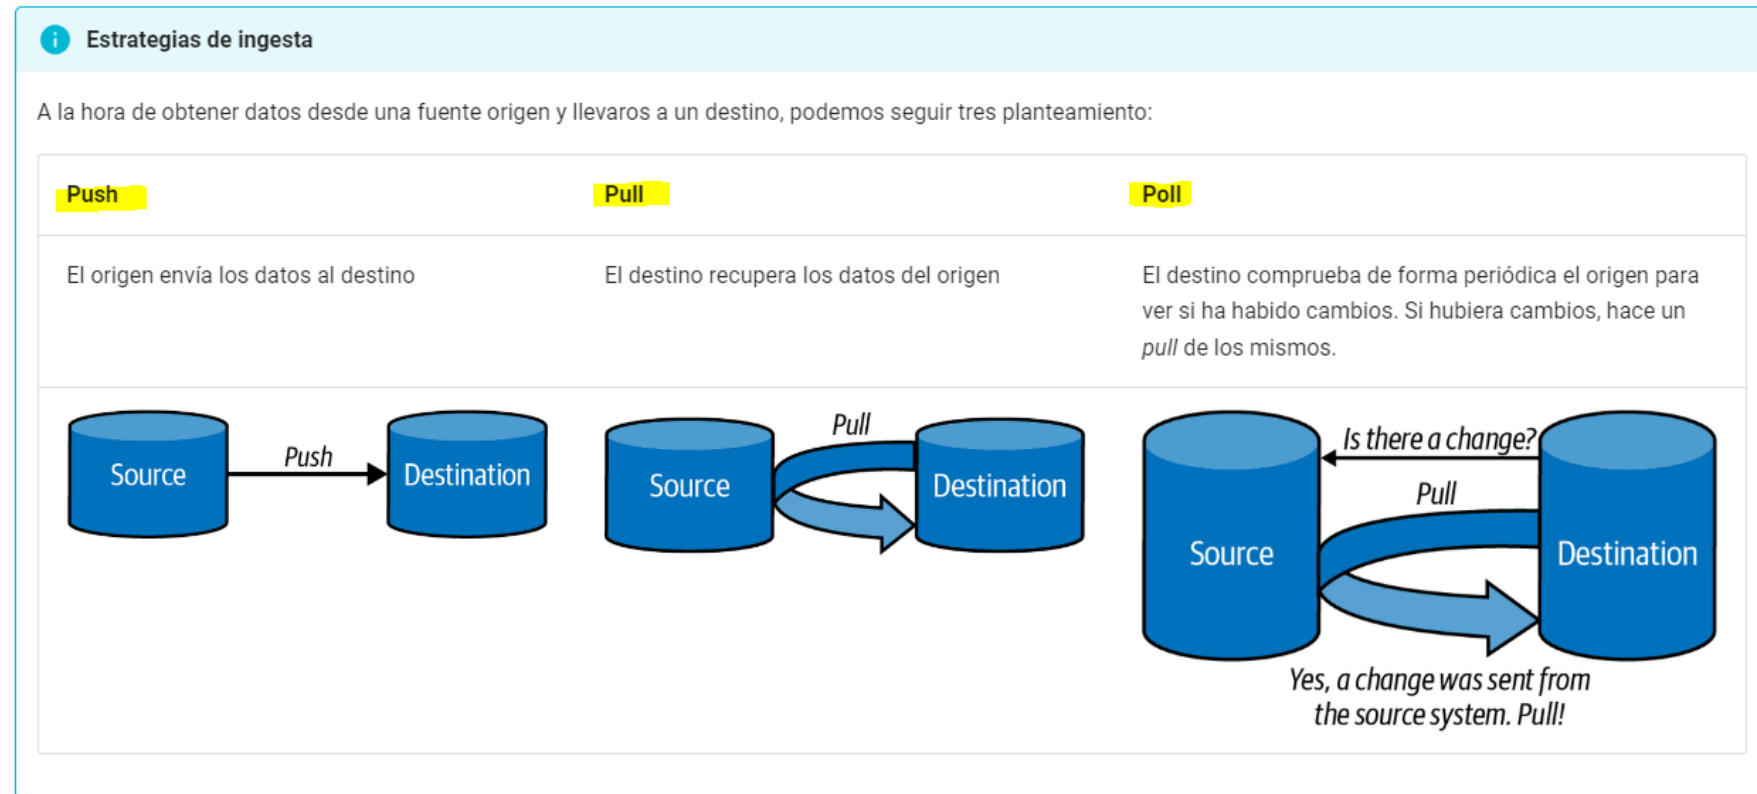 Estrategias de ingesta
A la hora de obtener datos desde una fuente origen y llevaros a un destino, podemos seguir tres planteamiento:
Push
Pull
Poll
El origen envía los datos al destino
El destino recupera los datos del origen
El destino comprueba de forma periódica el origen para
ver si ha habido cambios. Si hubiera cambios, hace un
pull de los mismos.
Source
Push
Destination
Source
Pull
Destination
Source
Is there a change?
Pull
Destination
Yes, a change was sent from
the source system. Pull!